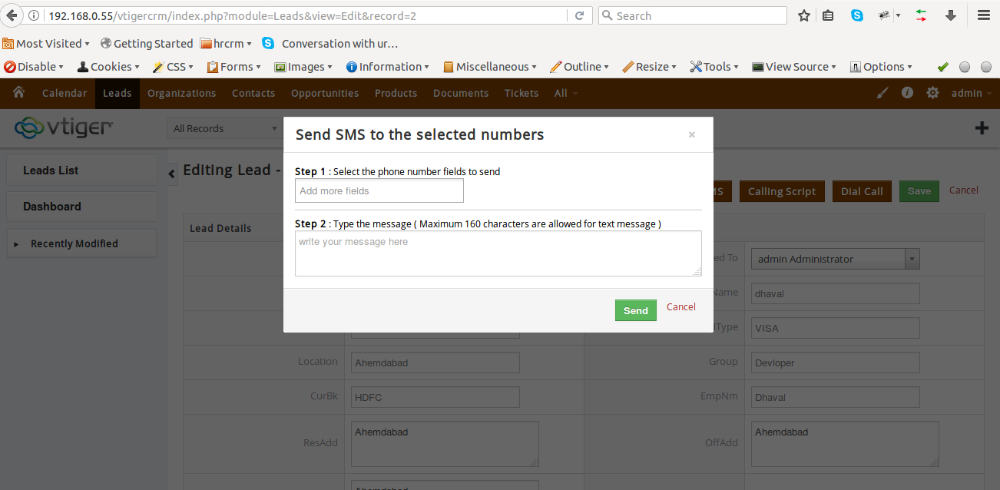 192.168.0.55/vtigercrm/index.php?module=Leads&view=Edit&record=2
Search
Most Visited Getting Started hrcrm Conversation with ur...
Disable Cookies CSS Forms Images Information Miscellaneous Outline Resize Tools View Source Options
Calendar Leads Organizations Contacts Opportunities Products Documents Tickets All admin
vtiger All Records
Send SMS to the selected numbers ×
Leads List
Dashboard
Recently Modified
Editing Lead -
MS Calling Script Dial Call Save Cancel
Step 1 : Select the phone number fields to send
Add more fields
Step 2 : Type the message ( Maximum 160 characters are allowed for text message )
write your message here
Send Cancel
Lead Details
ed To admin Administrator
Name dhaval
Type VISA
Location Ahemdabad Group Devloper
CurBk HDFC EmpNm Dhaval
ResAdd Ahemdabad OffAdd Ahemdabad
Ahemdabad